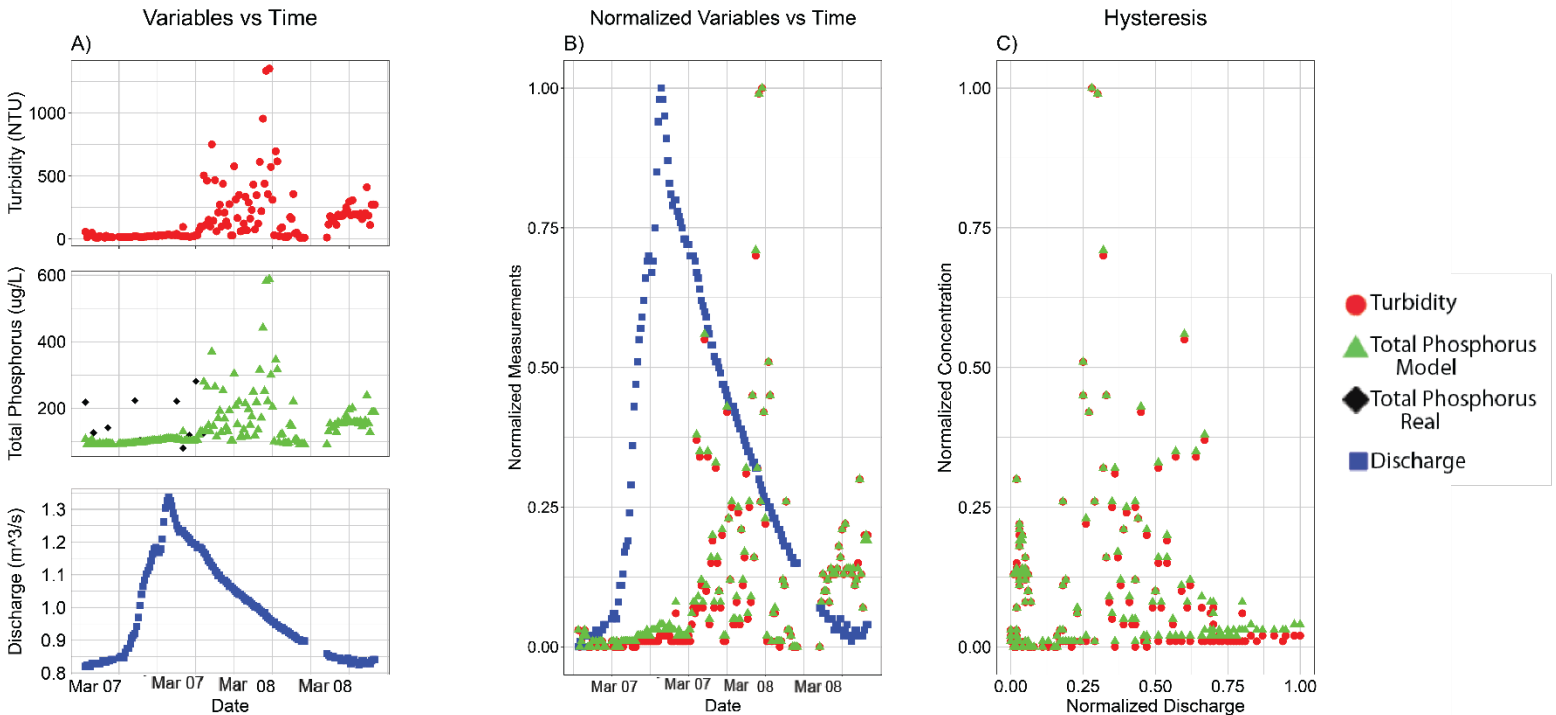 Variables vs Time
A)
Turbidity (NTU)
1000
500
0
Total Phosphorus (ug/L)
600
400
200
Discharge (m^3/s)
1.3
1.2
1.1
1.0
0.9
0.8
Mar 07 Mar 07 Mar 08 Mar 08
Date
Normalized Variables vs Time
B)
Normalized Measurements
1.00
0.75
0.50
0.25
0.00
Mar 07 Mar 07 Mar 08 Mar 08
Date
Hysteresis
C)
Normalized Concentration
1.00
0.75
0.50
0.25
0.00
0.00 0.25 0.50 0.75 1.00
Normalized Discharge
Turbidity
Total Phosphorus
Model
Total Phosphorus
Real
Discharge